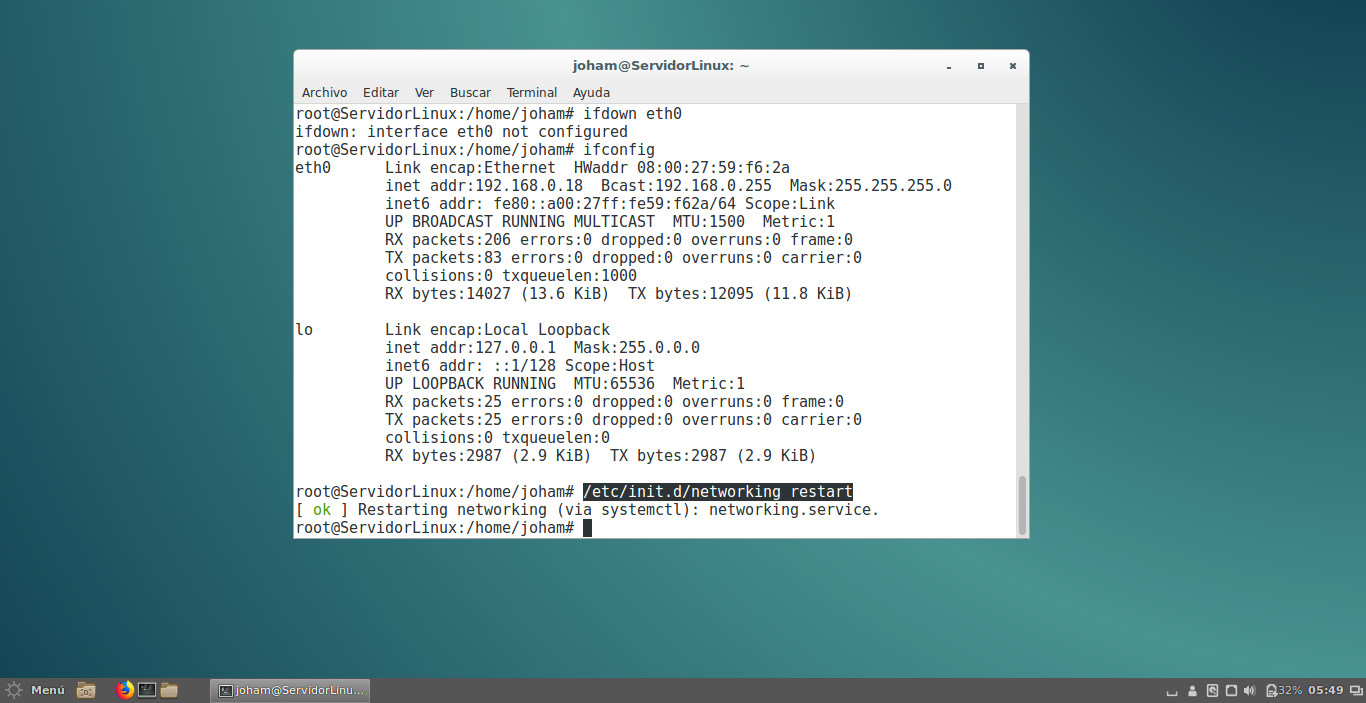 joham@ServidorLinux: ~
Archivo Editar Ver Buscar Terminal Ayuda
root@ServidorLinux:/home/joham# ifdown eth0
ifdown: interface eth0 not configured
root@ServidorLinux:/home/joham# ifconfig
eth0      Link encap:Ethernet  HWaddr 08:00:27:59:f6:2a
          inet addr:192.168.0.18  Bcast:192.168.0.255  Mask:255.255.255.0
          inet6 addr: fe80::a00:27ff:fe59:f62a/64 Scope:Link
          UP BROADCAST RUNNING MULTICAST  MTU:1500  Metric:1
          RX packets:206 errors:0 dropped:0 overruns:0 frame:0
          TX packets:83 errors:0 dropped:0 overruns:0 carrier:0
          collisions:0 txqueuelen:1000
          RX bytes:14027 (13.6 KiB)  TX bytes:12095 (11.8 KiB)
lo        Link encap:Local Loopback
          inet addr:127.0.0.1  Mask:255.0.0.0
          inet6 addr: ::1/128 Scope:Host
          UP LOOPBACK RUNNING  MTU:65536  Metric:1
          RX packets:25 errors:0 dropped:0 overruns:0 frame:0
          TX packets:25 errors:0 dropped:0 overruns:0 carrier:0
          collisions:0 txqueuelen:0
          RX bytes:2987 (2.9 KiB)  TX bytes:2987 (2.9 KiB)
root@ServidorLinux:/home/joham# /etc/init.d/networking restart
[ ok ] Restarting networking (via systemctl): networking.service.
root@ServidorLinux:/home/joham#
Menú joham@ServidorLinu... 32% 05:49